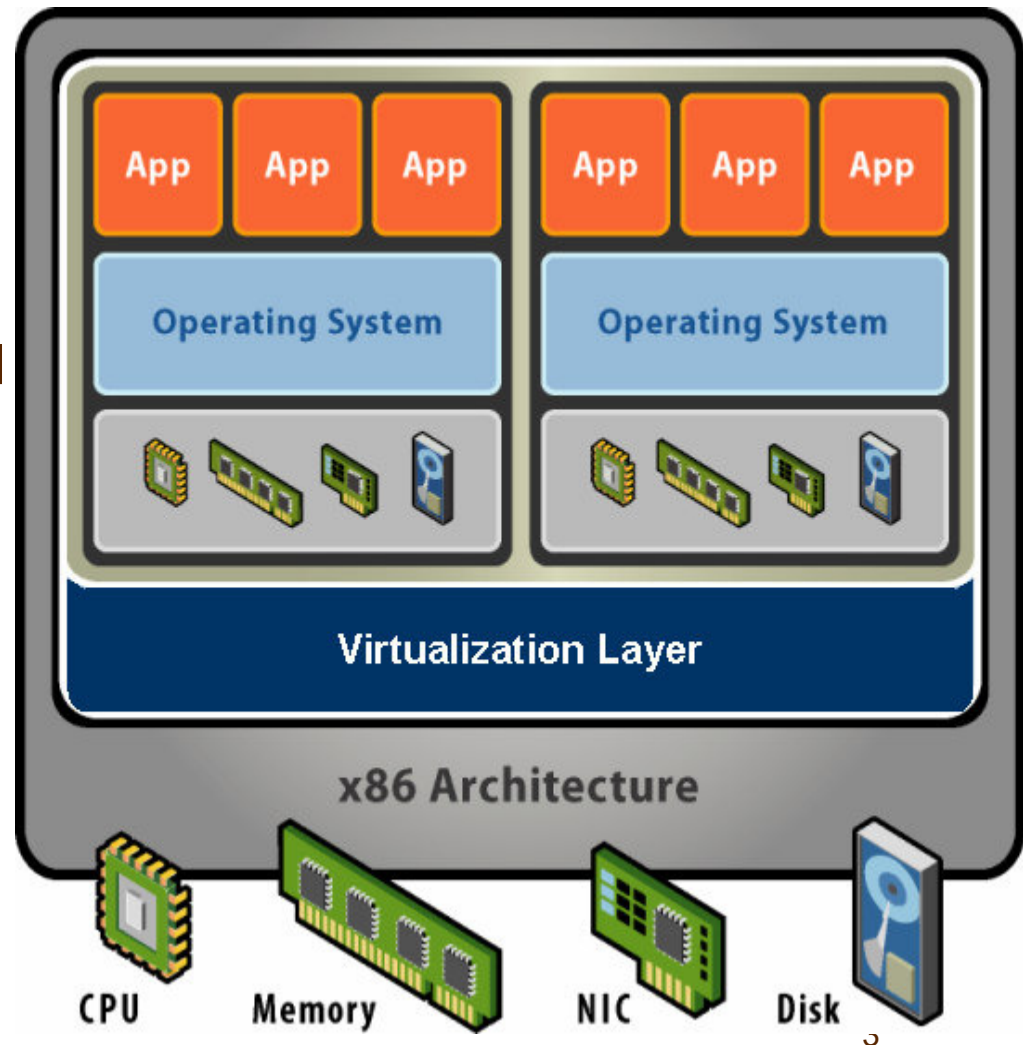 App App App App App App
Operating System Operating System
Virtualization Layer
x86 Architecture
CPU Memory NIC Disk